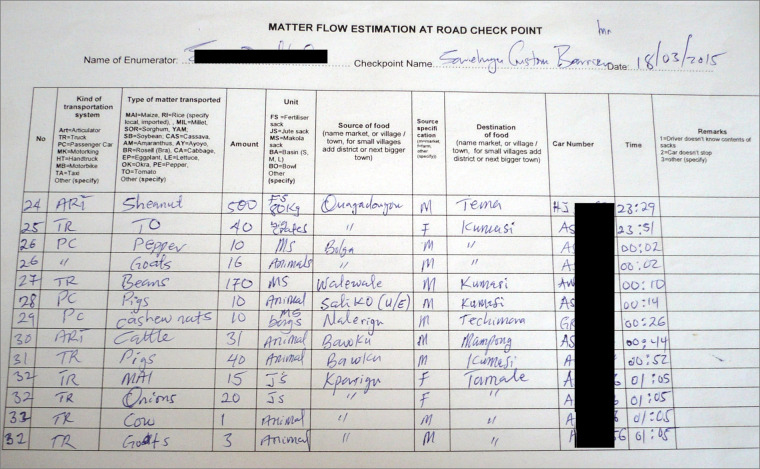 MATTER FLOW ESTIMATION AT ROAD CHECK POINT
Name of Enumerator: Checkpoint Name Date: 18/03/2015
No
Kind of transportation system
Art=Articulator
TR=Truck
PC=Passenger Car
MK=Motorking
HT=Handtruck
MB=Motorbike
TA=Taxi
Other (specify)
Type of matter transported
MAI=Maize, RI=Rice (specify
local, imported), MIL=Millet,
SOR=Sorghum, YAM;
SB=Soybean, CAS=Cassava,
AM=Amaranthus, AY=Ayoyo,
BR=Rosell (Bra), CA=Cabbage,
EP=Eggplant, LE=Lettuce,
OK=Okra, PE=Pepper,
TO=Tomato
Other (specify)
Amount
Unit
FS =Fertiliser
sack
JS=Jute sack
MS=Makola
sack
BA=Basin (S,
M, L)
BO=Bowl
Other (specify)
Source of food
(name market, or village /
town, for small villages
add district or next bigger
town)
Source
specifi
cation
other
(specify)
Destination
of food
(name market, or village /
town, for small villages add
district or next bigger town)
Car Number
Time
Remarks
1=Driver doesn't know contents of
sacks
2=Car doesn't stop
3=other (specify)
24 ART Sheanut 500 FS 80Kg Ouagadougou M Tema 23:29
25 TR TO 40 Crates " F Kumasi AS 23:51
26 PC Pepper 10 MS Bolga M " AS 00:02
26 " Goats 16 Animals " M " AS 00:02
27 TR Beans 170 MS Walewale M Kumasi 00:10
28 PC Pigs 10 Animal Saliko (U/E) M Kumasi AS 00:14
29 PC Cashew nuts 10 MS bags Nalerigu M Techimona 00:26
30 ART Cattle 31 Animal Bawku M Mampong AS 00:44
31 TR Pigs 40 Animal Bawku M Kumasi A 00:52
32 TR MAI 15 J's F Tamale A 01:05
32 TR Onions 20 Js " F " A 01:05
32 TR Cow 1 Animal " M " A 01:05
32 TR Goats 3 Animal " M " A 6 01:05